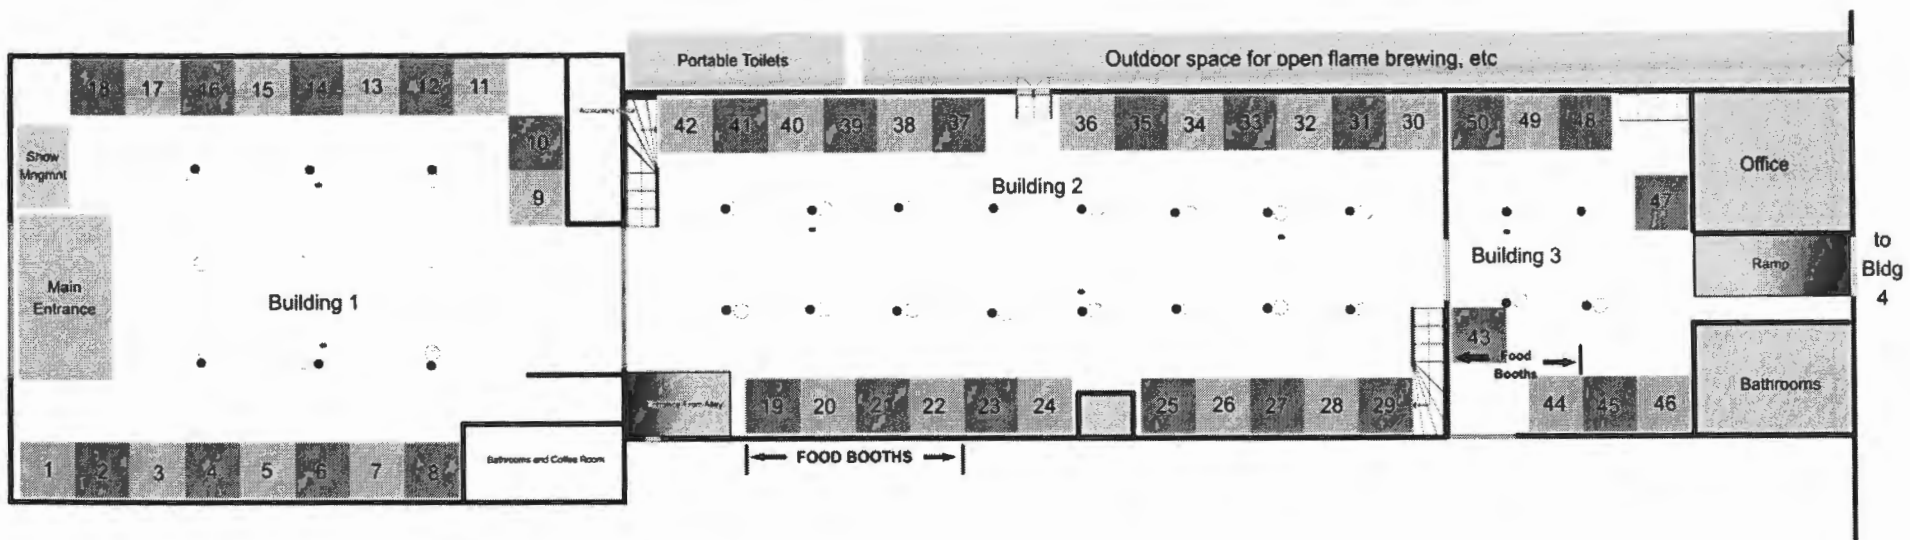 Portable Toilets
Outdoor space for open flame brewing, etc
18 17 16 15 14 13 12 11
10
9
Show
Mngmnt
Main
Entrance
Building 1
1 2 3 4 5 6 7 8
Bathrooms and Coffee Room
42 41 40 39 38 37
36 35 34 33 32 31 30
Building 2
19 20 21 22 23 24
25 26 27 28 29
FOOD BOOTHS
50 49 48
47
Building 3
43
Food
Booths
44 45 46
Office
Ramp
Bathrooms
to
Bldg
4